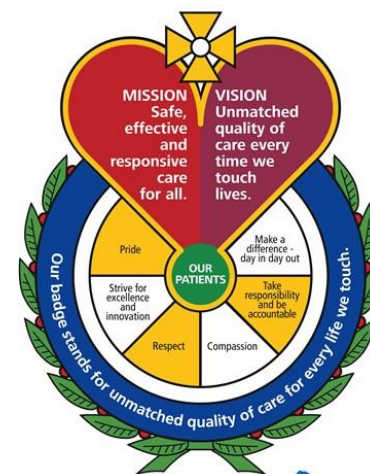 MISSION
Safe,
effective
and
responsive
care
for all.
VISION
Unmatched
quality of
care every
time we
touch
lives.
Pride
Make a
difference -
day in day out
OUR
PATIENTS
Strive for
excellence
and
innovation
Take
responsibility
and be
accountable
Respect
Compassion
Our badge stands for unmatched quality of care for every life we touch.